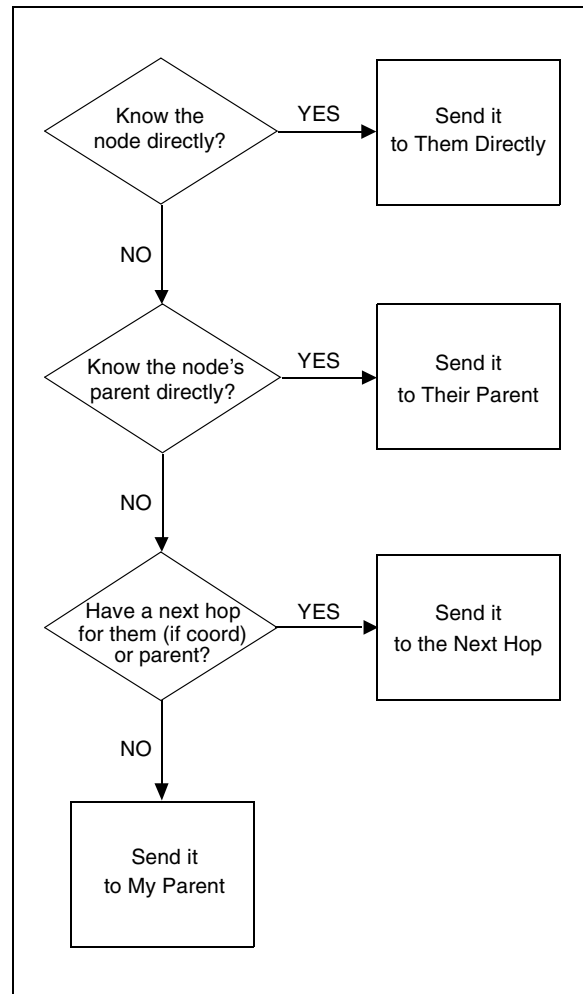 Know the
node directly?
YES
Send it
to Them Directly
NO
Know the node's
parent directly?
YES
Send it
to Their Parent
NO
Have a next hop
for them (if coord)
or parent?
YES
Send it
to the Next Hop
NO
Send it
to My Parent